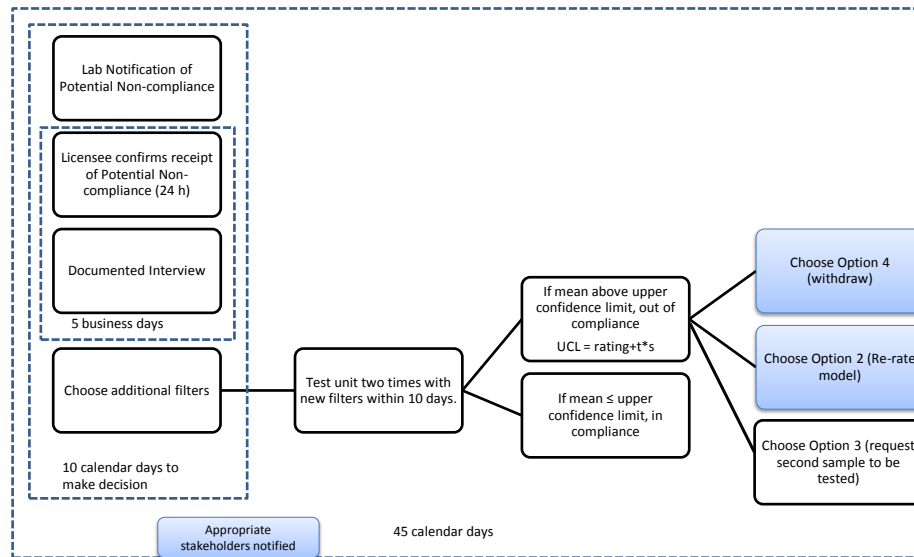 Lab Notification of
Potential Non-compliance
Licensee confirms receipt
of Potential Non-
compliance (24 h)
Documented Interview
5 business days
Choose additional filters
10 calendar days to
make decision
Test unit two times with
new filters within 10 days.
If mean above upper
confidence limit, out of
compliance
UCL = rating+t*s
If mean ≤ upper
confidence limit, in
compliance
Choose Option 4
(withdraw)
Choose Option 2 (Re-rate
model)
Choose Option 3 (request
second sample to be
tested)
Appropriate
stakeholders notified
45 calendar days